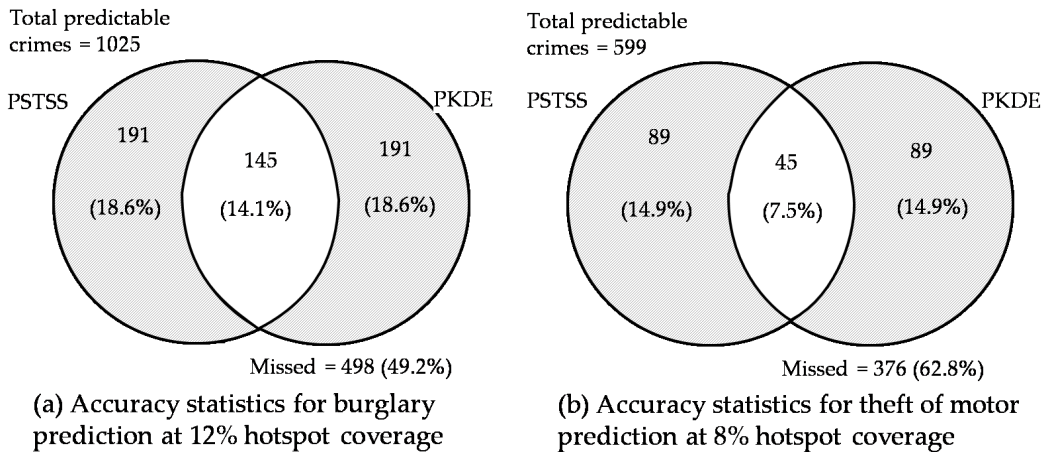 Total predictable
crimes = 1025
PSTSS
PKDE
191
145
191
(18.6%)
(14.1%)
(18.6%)
Missed = 498 (49.2%)
(a) Accuracy statistics for burglary
prediction at 12% hotspot coverage
Total predictable
crimes = 599
PSTSS
PKDE
89
45
89
(14.9%)
(7.5%)
(14.9%)
Missed = 376 (62.8%)
(b) Accuracy statistics for theft of motor
prediction at 8% hotspot coverage